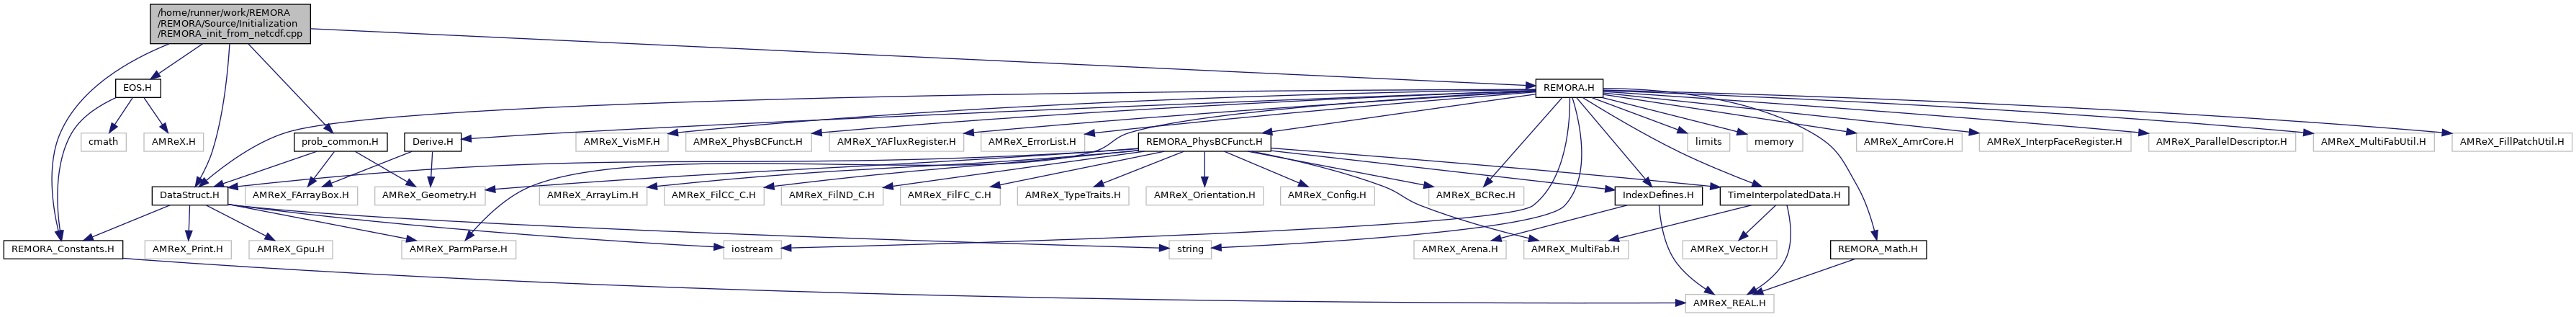 /home/runner/work/REMORA
/REMORA/Source/Initialization
/REMORA_init_from_netcdf.cpp
EOS.H
REMORA.H
cmath
AMReX.H
prob_common.H
Derive.H
AMReX_VisMF.H
AMReX_PhysBCFunct.H
AMReX_YAFluxRegister.H
AMReX_ErrorList.H
REMORA_PhysBCFunct.H
limits
memory
AMReX_AmrCore.H
AMReX_InterpFaceRegister.H
AMReX_ParallelDescriptor.H
AMReX_MultiFabUtil.H
AMReX_FillPatchUtil.H
DataStruct.H
AMReX_FArrayBox.H
AMReX_Geometry.H
AMReX_ArrayLim.H
AMReX_FilCC_C.H
AMReX_FilND_C.H
AMReX_FilFC_C.H
AMReX_TypeTraits.H
AMReX_Orientation.H
AMReX_Config.H
AMReX_BCRec.H
IndexDefines.H
TimeInterpolatedData.H
REMORA_Constants.H
AMReX_Print.H
AMReX_Gpu.H
AMReX_ParmParse.H
iostream
string
AMReX_Arena.H
AMReX_MultiFab.H
AMReX_Vector.H
REMORA_Math.H
AMReX_REAL.H